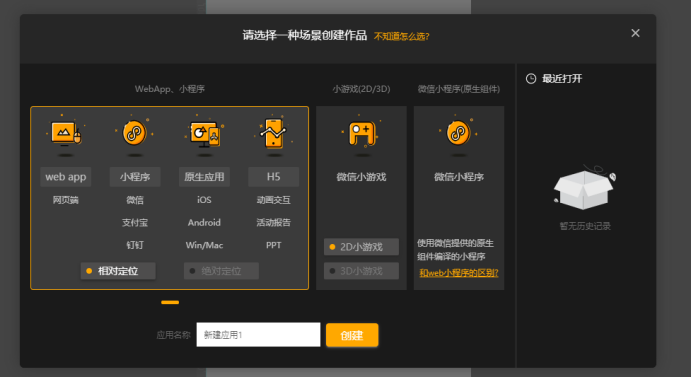 请选择一种场景创建作品 不知道怎么选?
最近打开
WebApp、小程序
小游戏(2D/3D)
微信小程序(原生组件)
web app
小程序
原生应用
H5
网页端
微信
iOS
动画交互
支付宝
Android
活动报告
钉钉
Win/Mac
PPT
相对定位
绝对定位
微信小游戏
2D小游戏
3D小游戏
微信小程序
使用微信提供的原生
组件编译的小程序
和web小程序的区别?
暂无历史记录
应用名称
新建应用1
创建